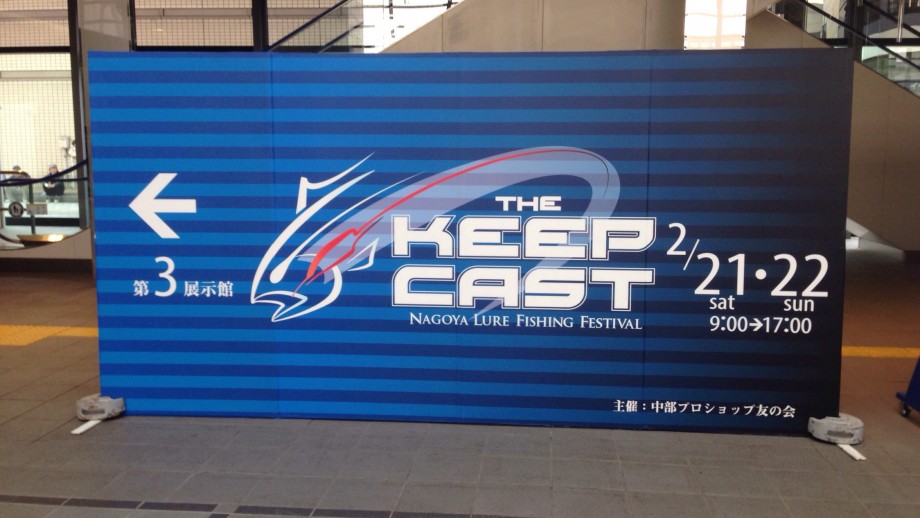 ←
第3展示館
THE
KEEP
CAST
NAGOYA LURE FISHING FESTIVAL
2/21・22
sat sun
9:00→17:00
主催：中部プロショップ友の会